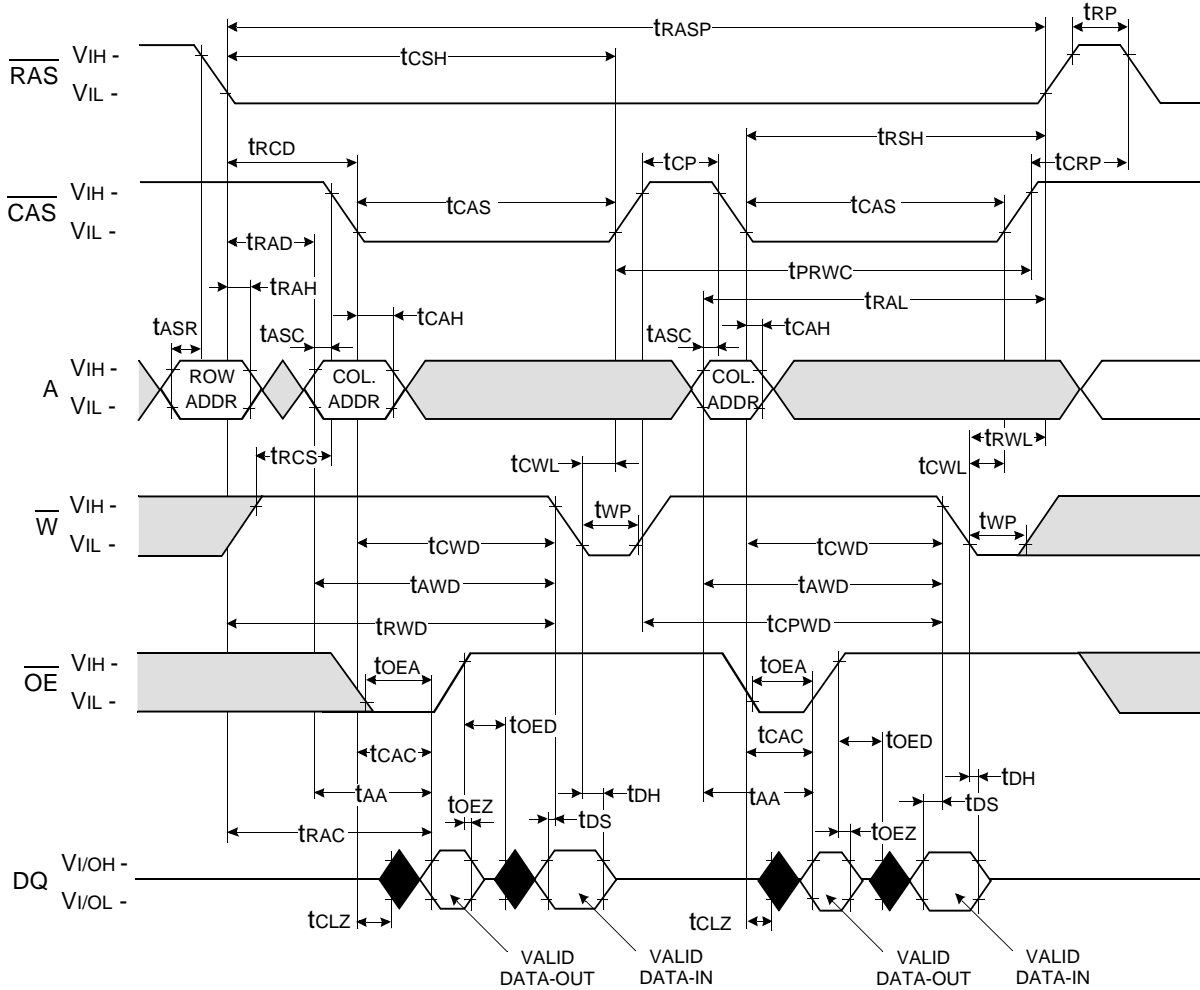 tRP
tRASP
RAS VIH -
tCSH
VIL -
tRSH
tRCD
tCP
tCRP
CAS VIH -
tCAS
tCAS
VIL -
tRAD
tPRWC
tRAH
tRAL
tCAH
tASR
tASC
tASC
tCAH
A VIH -
VIL -
ROW
ADDR
COL.
ADDR
COL.
ADDR
tRWL
tRCS
tCWL
tCWL
W VIH -
VIL -
tWP
tWP
tCWD
tCWD
tAWD
tAWD
tRWD
tCPWD
OE VIH -
VIL -
tOEA
tOEA
tOED
tCAC
tCAC
tOED
tAA
tDH
tAA
tDH
tOEZ
tDS
tDS
tRAC
tOEZ
DQ VI/OH -
VI/OL -
tCLZ
tCLZ
VALID
DATA-OUT
VALID
DATA-IN
VALID
DATA-OUT
VALID
DATA-IN